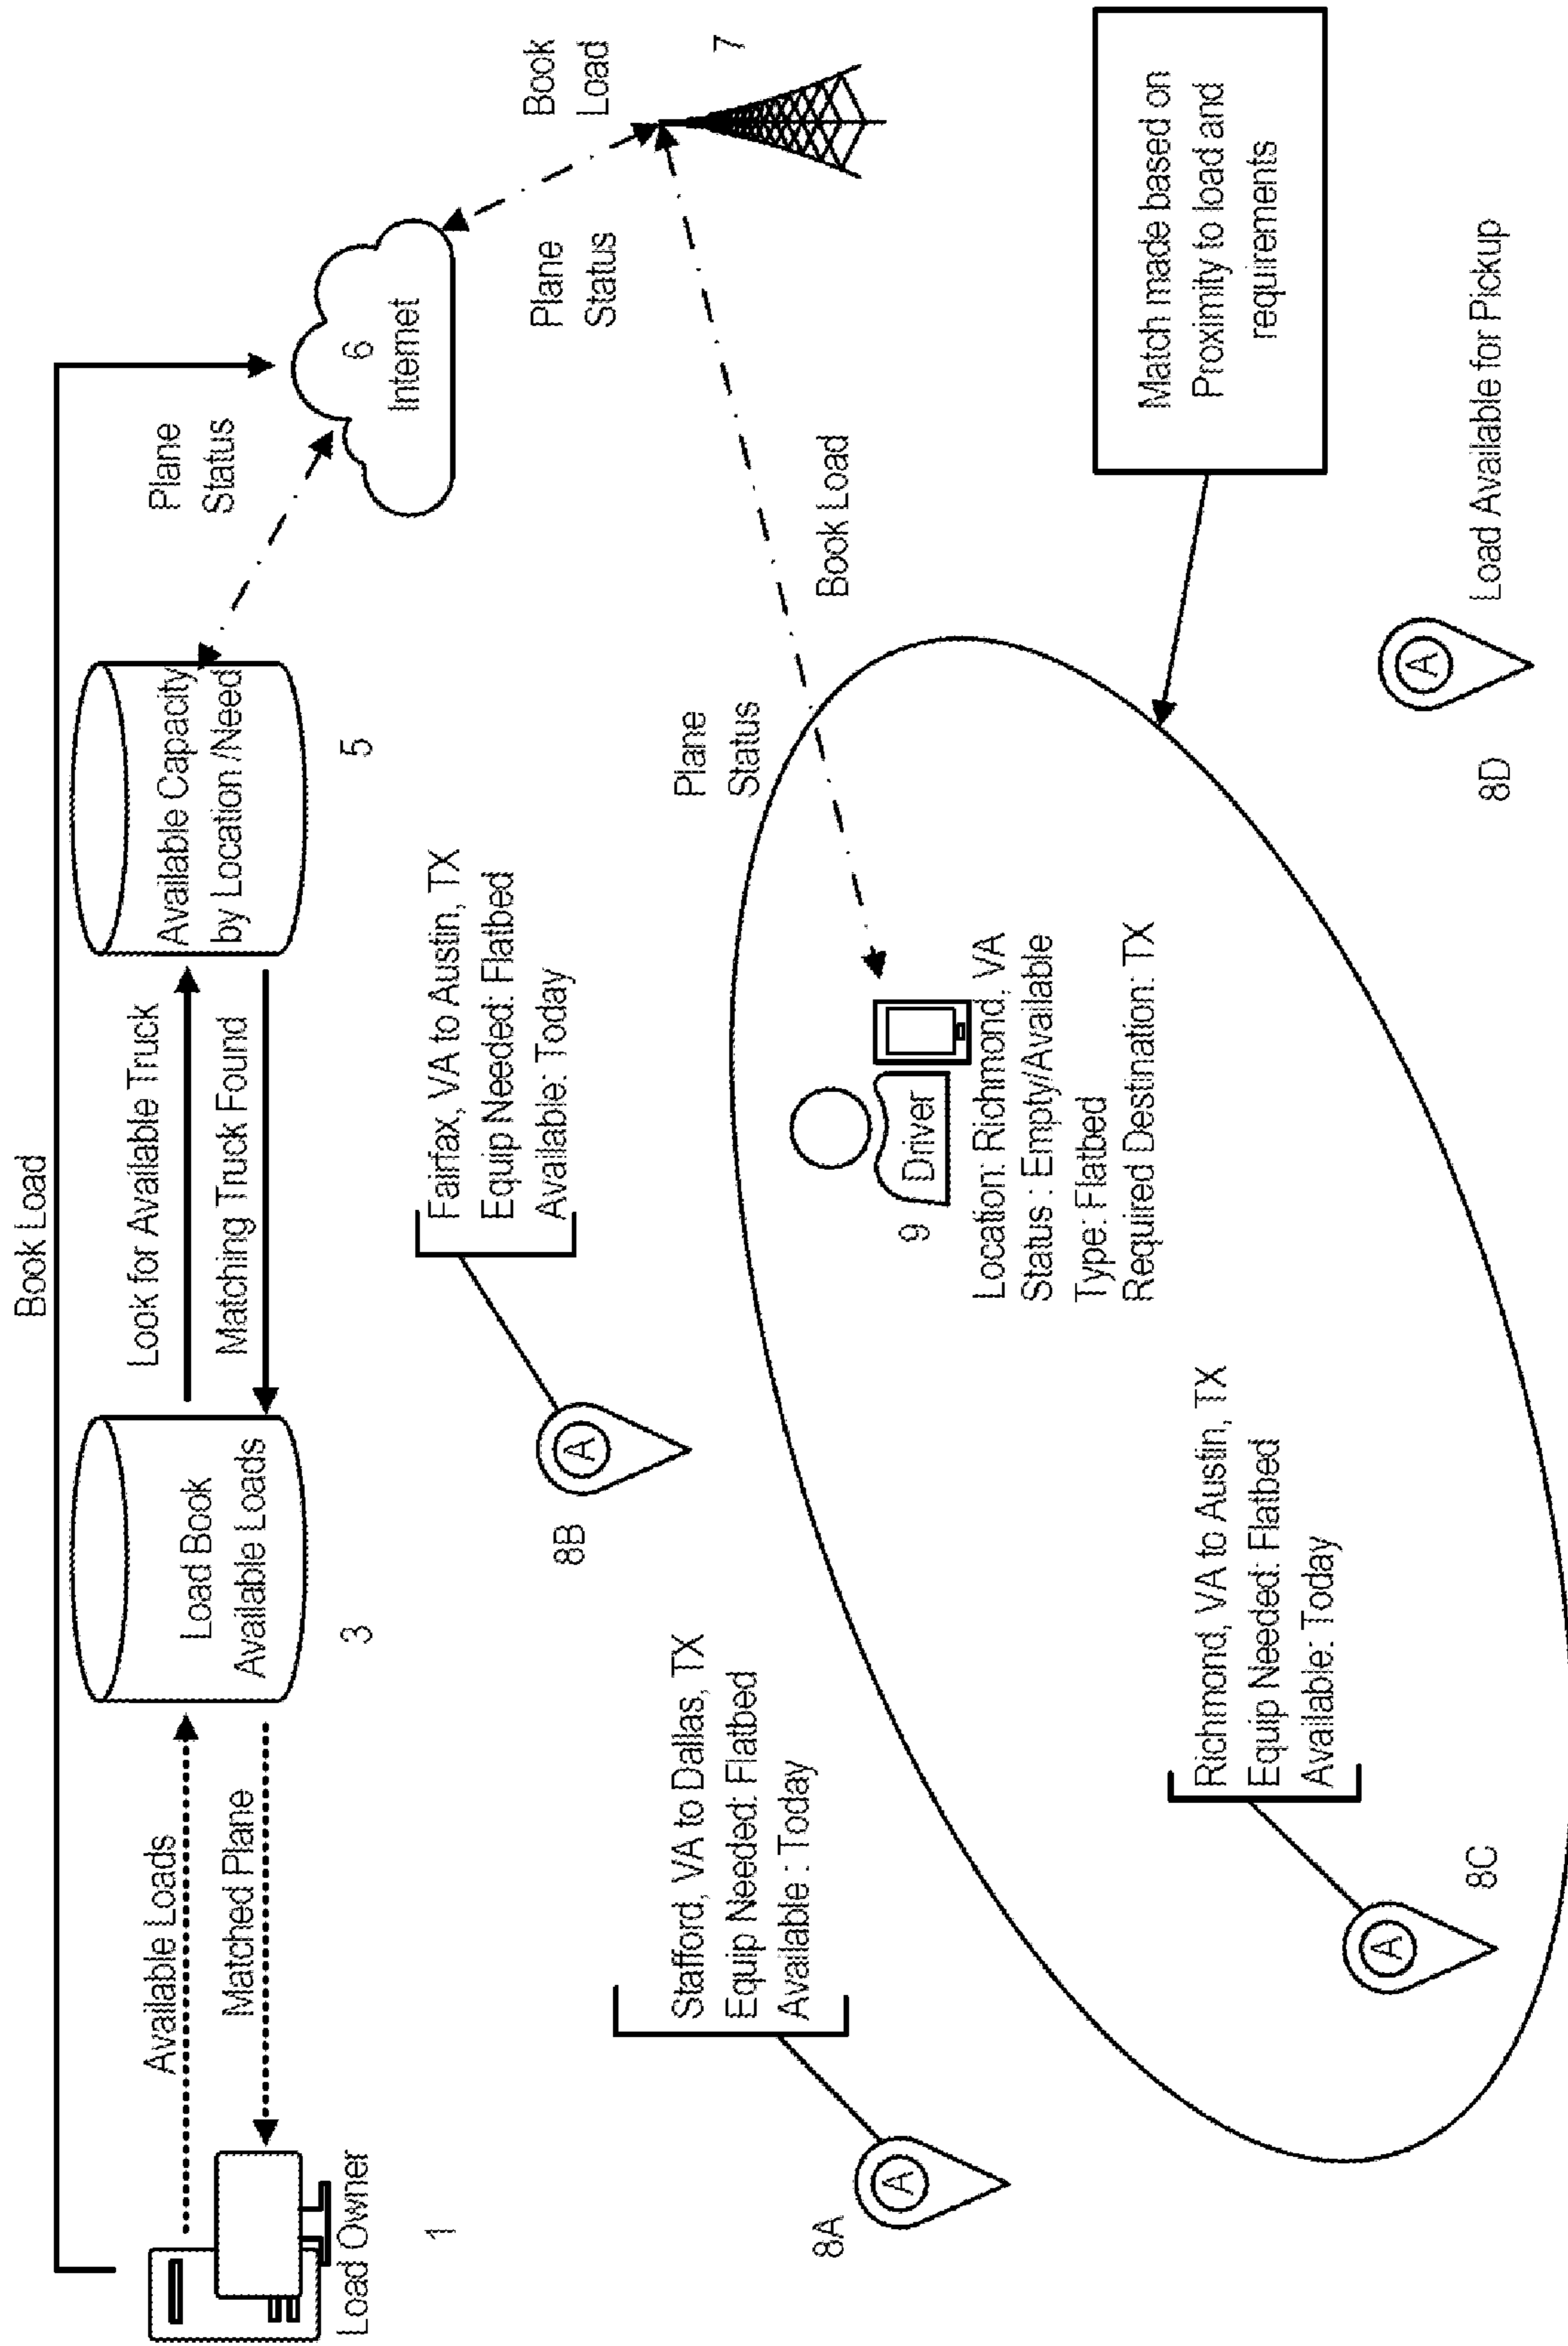 Book Load
Available Loads
Matched Plane
Load Owner
1
Load Book
Available Loads
3
Look for Available Truck
Matching Truck Found
Available Capacity
by Location /Need
5
Plane
Status
6
Internet
Plane
Status
Book
Load
7
Plane
Status
Book Load
Fairfax, VA to Austin, TX
Equip Needed: Flatbed
Available: Today
8B
Stafford, VA to Dallas, TX
Equip Needed: Flatbed
Available : Today
A
8A
A
9
Driver
Location: Richmond, VA
Status : Empty/Available
Type: Flatbed
Required Destination: TX
Richmond, VA to Austin, TX
Equip Needed: Flatbed
Available: Today
A
8C
Match made based on
Proximity to load and
requirements
8D
A
Load Available for Pickup